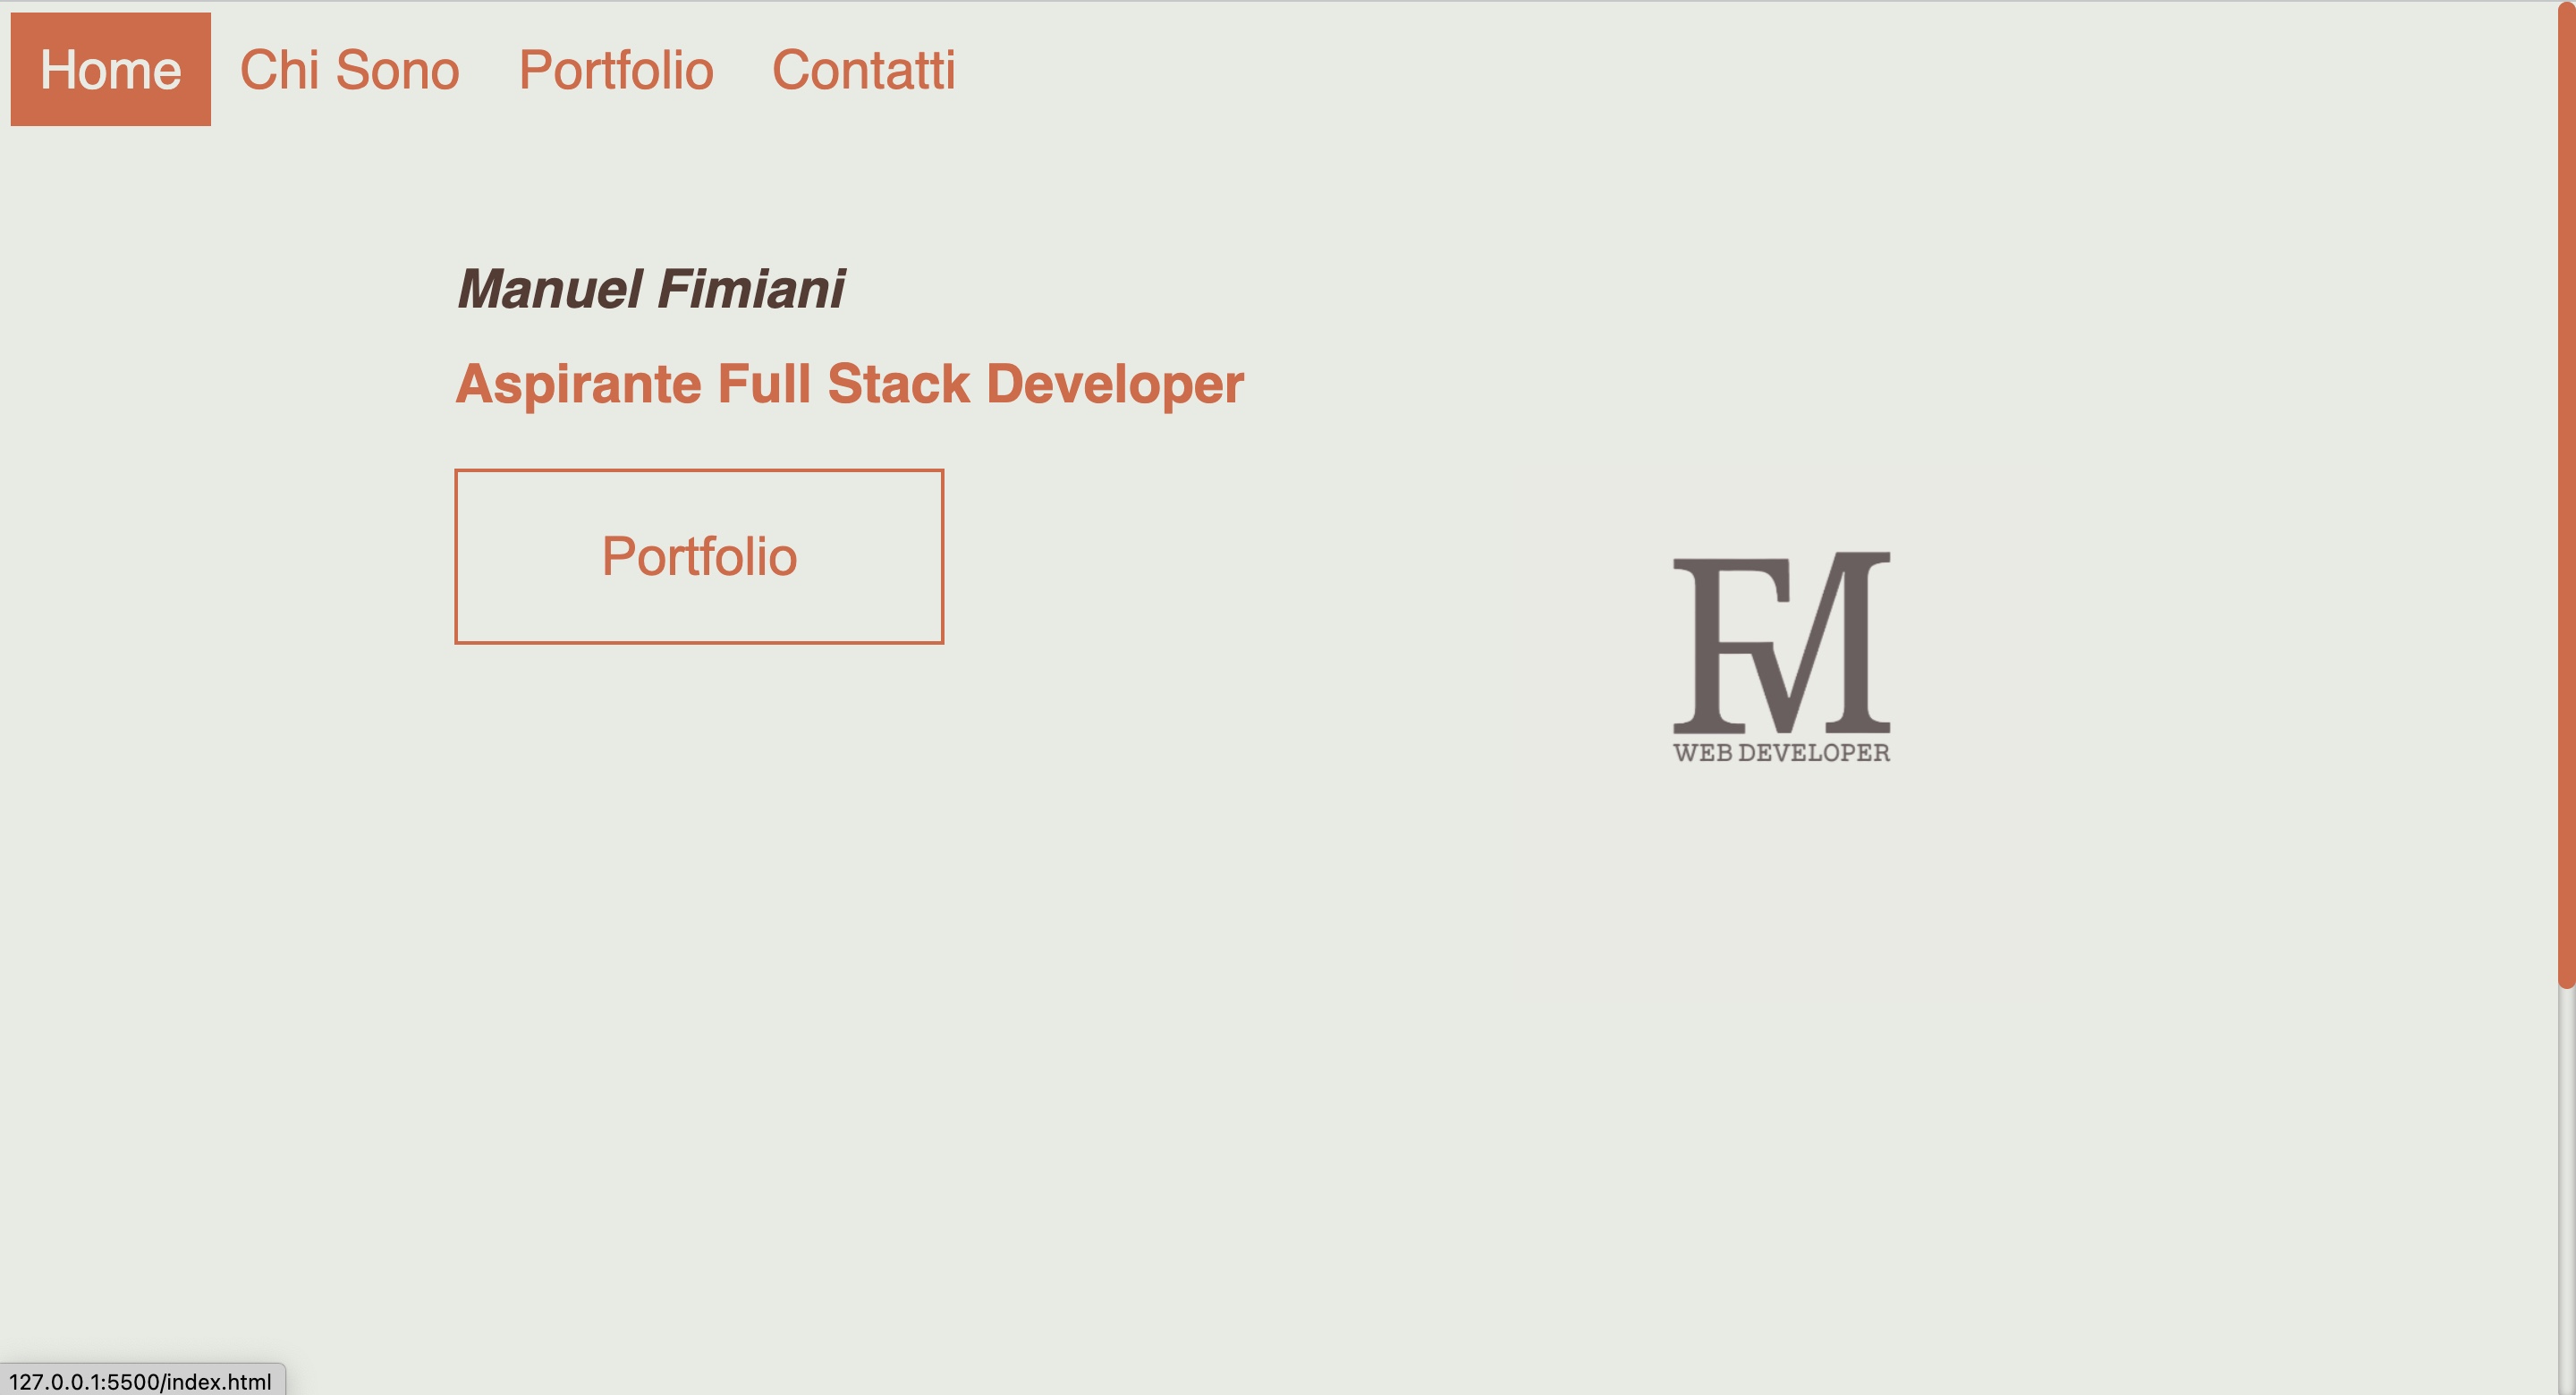 Home Chi Sono Portfolio Contatti
Manuel Fimiani
Aspirante Full Stack Developer
Portfolio
FM
WEB DEVELOPER
127.0.0.1:5500/index.html